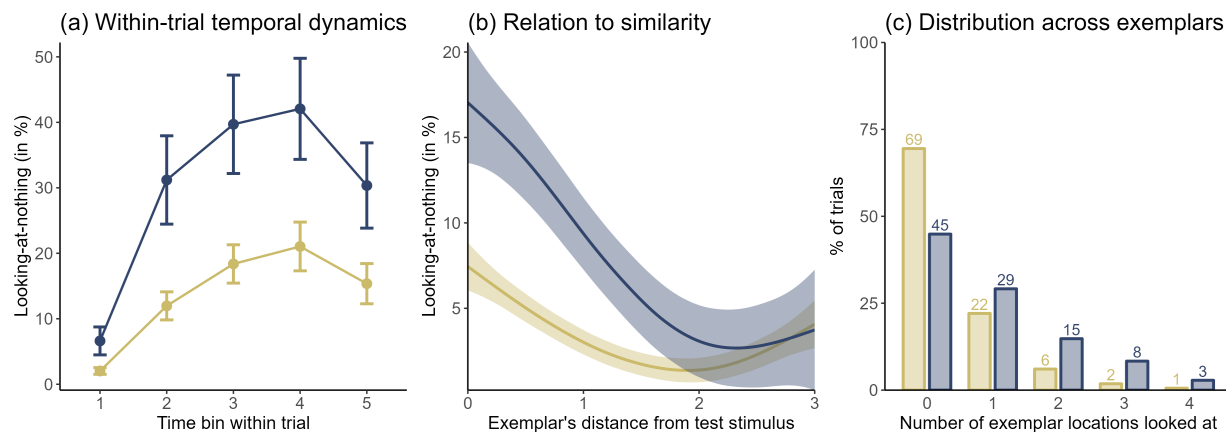 (a) Within-trial temporal dynamics
Looking-at-nothing (in %)
50
40
30
20
10
0
1 2 3 4 5
Time bin within trial
(b) Relation to similarity
Looking-at-nothing (in %)
20
15
10
5
0 1 2 3
Exemplar's distance from test stimulus
(c) Distribution across exemplars
% of trials
100
75
50
25
0
69 45 22 29 6 15 2 8 1 3
0 1 2 3 4
Number of exemplar locations looked at